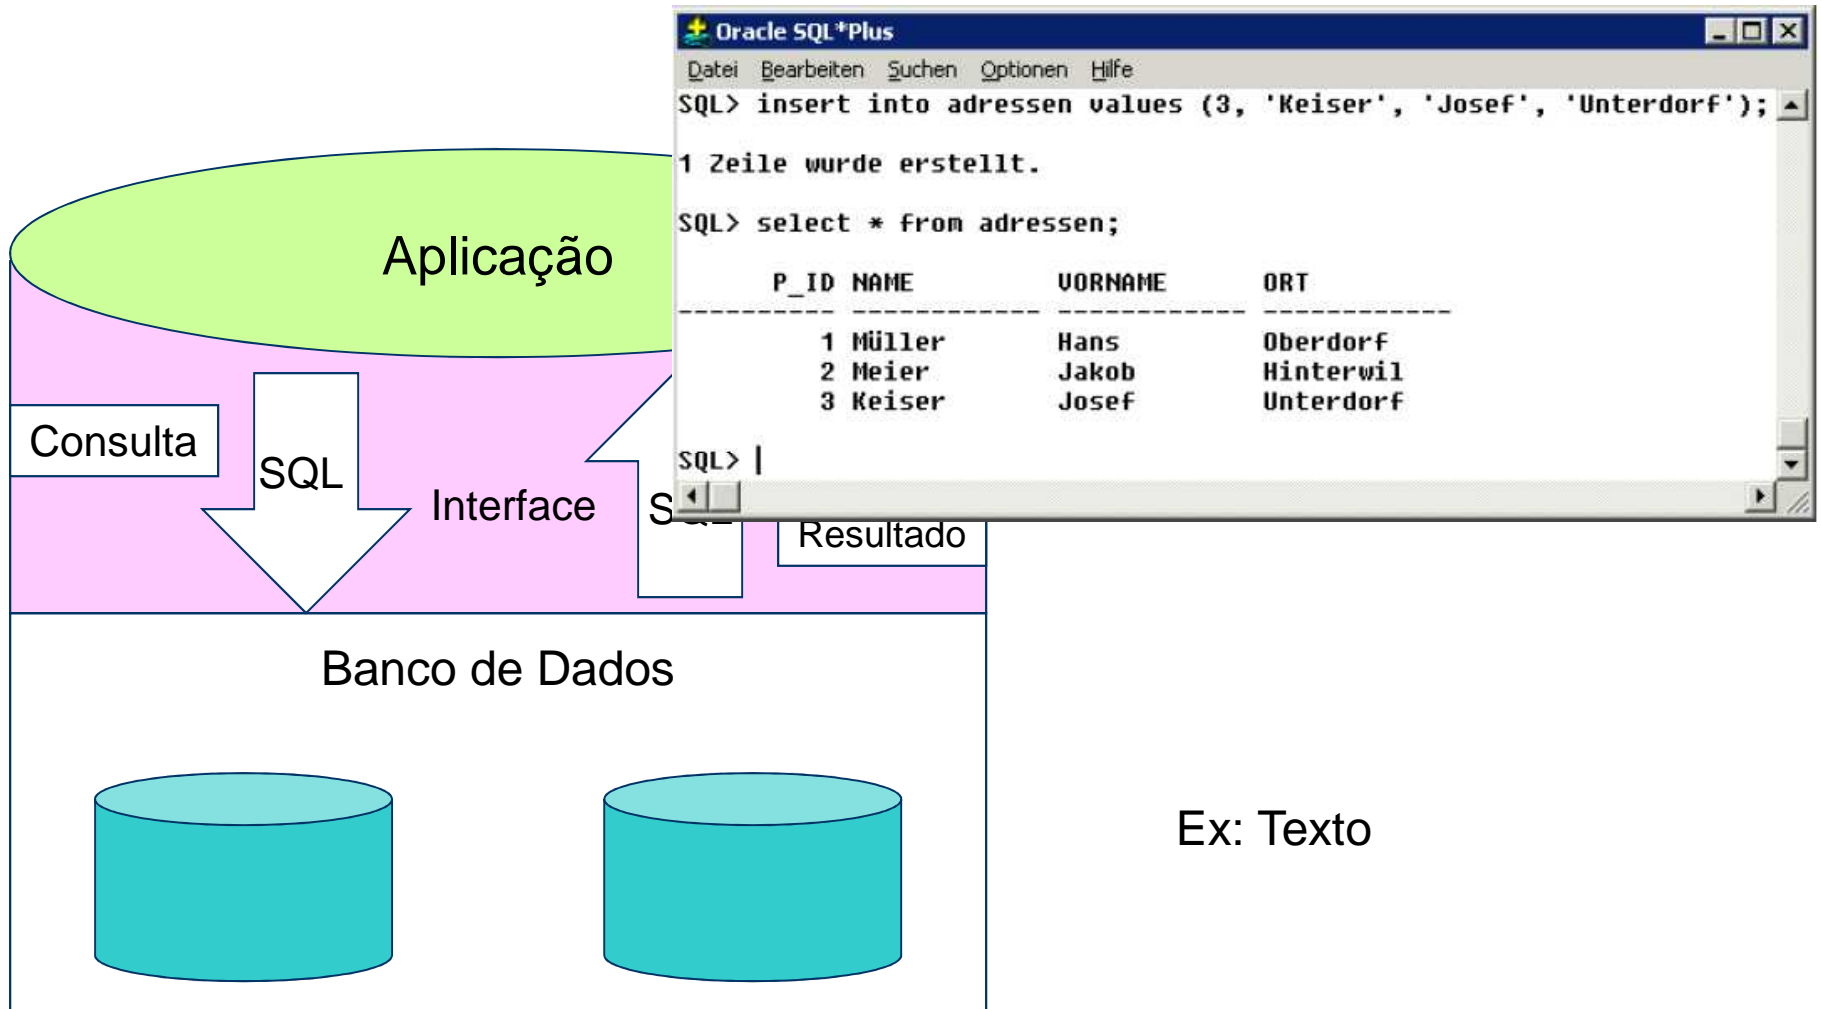 Oracle SQL*Plus
Datei Bearbeiten Suchen Optionen Hilfe
SQL> insert into adressen values (3, 'Keiser', 'Josef', 'Unterdorf');
1 Zeile wurde erstellt.
SQL> select * from adressen;
P_ID NAME VORNAME ORT
---------- ------------ ------------ ------------
1 Müller Hans Oberdorf
2 Meier Jakob Hinterwil
3 Keiser Josef Unterdorf
SQL>
Aplicação
Consulta
SQL
Interface
SQL
Resultado
Banco de Dados
Ex: Texto